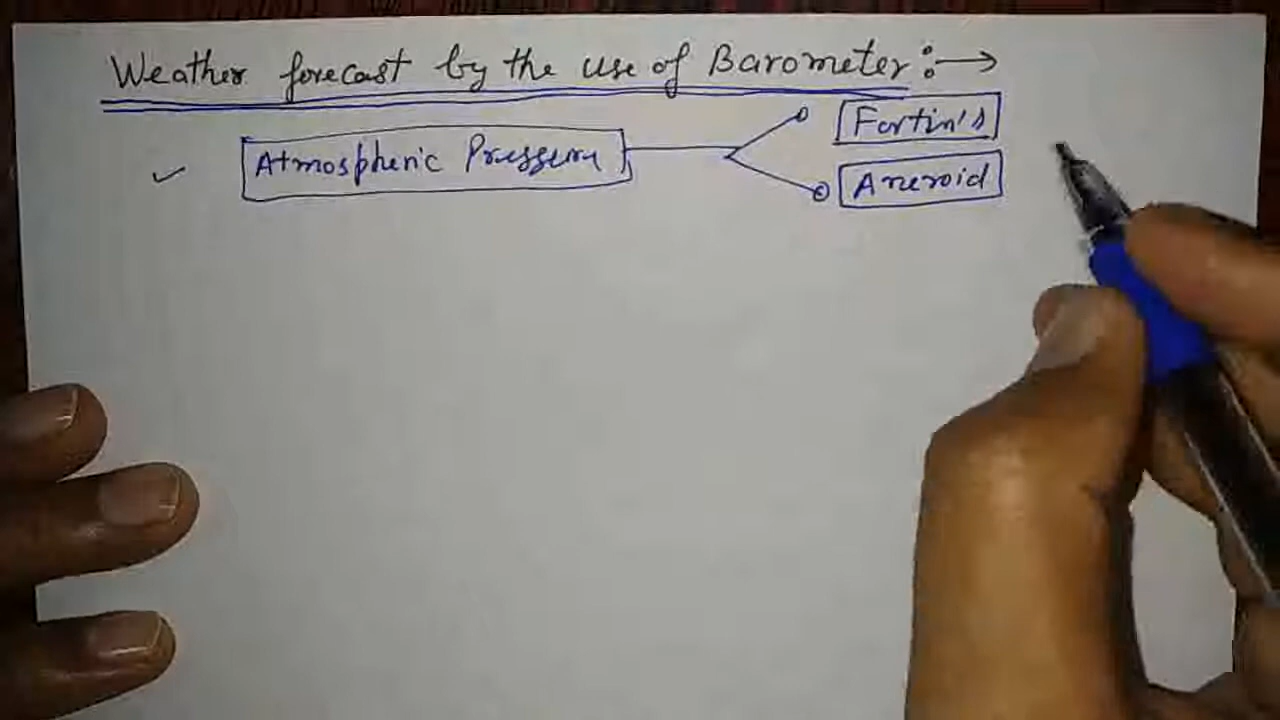 Weather forecast by the use of Barometer :→
Fortin's
✓ Atmospheric Pressure
Aneroid